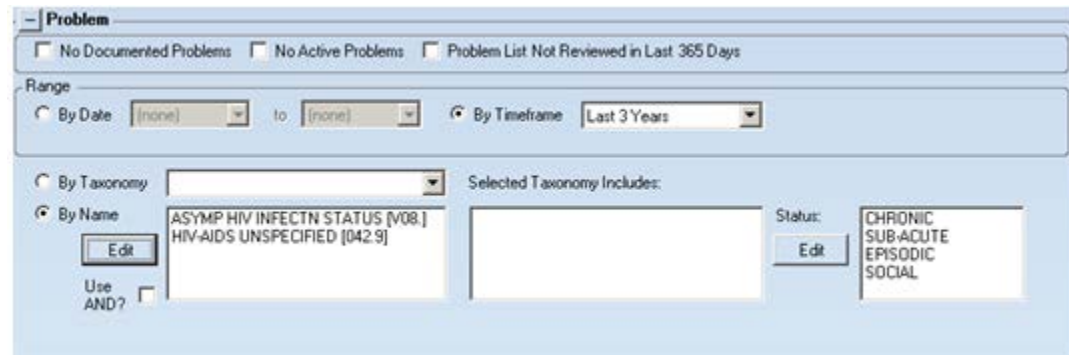 Problem
No Documented Problems No Active Problems Problem List Not Reviewed in Last 365 Days
Range
By Date (none) to (none) By Timeframe Last 3 Years
By Taxonomy Selected Taxonomy Includes:
By Name ASYMP HIV INFECTN STATUS [V08.] Status: CHRONIC
HIV-AIDS UNSPECIFIED [042.9] SUB-ACUTE
Edit Edit EPISODIC
SOCIAL
Use
AND?